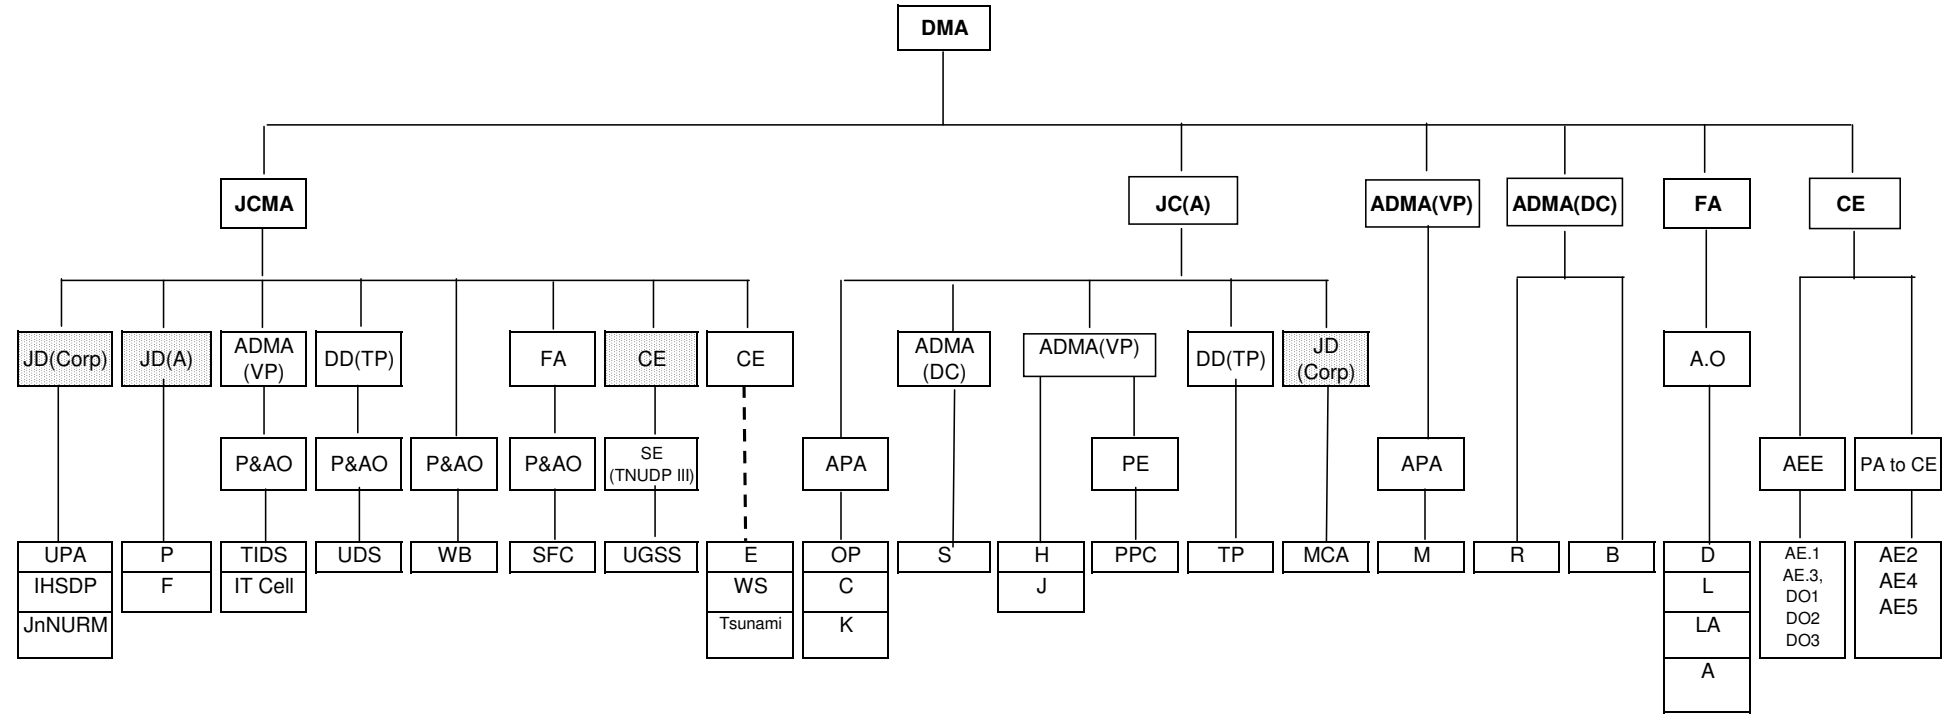 DMA
JCMA
JC(A)
ADMA(VP)
ADMA(DC)
FA
CE
JD(Corp)
JD(A)
ADMA
(VP)
DD(TP)
FA
CE
CE
ADMA
(DC)
ADMA(VP)
DD(TP)
JD
(Corp)
A.O
P&AO
P&AO
P&AO
P&AO
SE
(TNUDP III)
APA
PE
APA
AEE
PA to CE
UPA
IHSDP
JnNURM
P
F
TIDS
IT Cell
UDS
WB
SFC
UGSS
E
WS
Tsunami
OP
C
K
S
H
J
PPC
TP
MCA
M
R
B
D
L
LA
A
AE.1
AE.3,
DO1
DO2
DO3
AE2
AE4
AE5